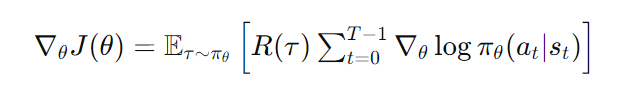 ∇_θ J(θ) = 𝔼_{τ∼π_θ} [ R(τ) ∑_{t=0}^{T−1} ∇_θ log π_θ(a_t|s_t) ]